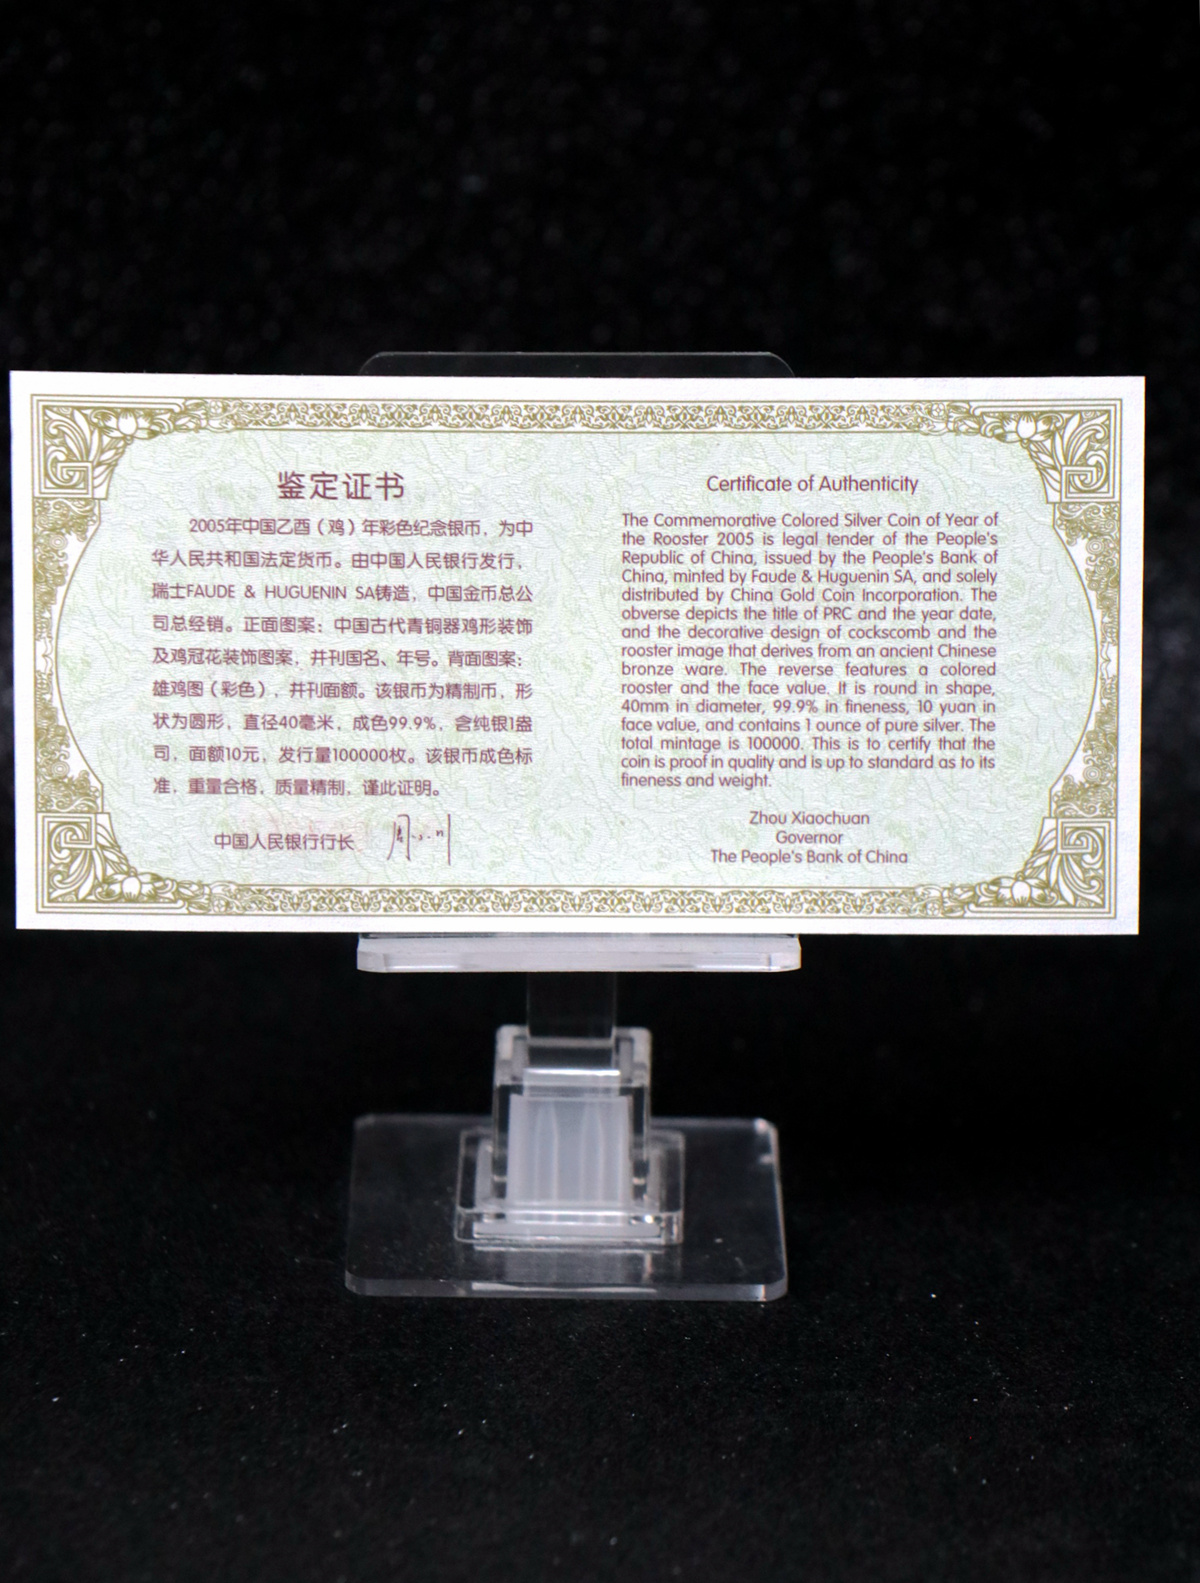 鉴定证书
2005年中国乙酉（鸡）年彩色纪念银币，为中
华人民共和国法定货币。由中国人民银行发行，
瑞士FAUDE & HUGUENIN SA铸造，中国金币总公
司总经销。正面图案：中国古代青铜器鸡形装饰
及鸡冠花装饰图案，并刊国名、年号。背面图案：
雄鸡图（彩色），并刊面额。该银币为精制币，形
状为圆形，直径40毫米，成色99.9%，含纯银1盎
司，面额10元，发行量100000枚。该银币成色标
准，重量合格，质量精制，谨此证明。
中国人民银行行长
Certificate of Authenticity
The Commemorative Colored Silver Coin of Year of
the Rooster 2005 is legal tender of the People's
Republic of China, issued by the People's Bank of
China, minted by Faude & Huguenin SA, and solely
distributed by China Gold Coin Incorporation. The
obverse depicts the title of PRC and the year date,
and the decorative design of cockscomb and the
rooster image that derives from an ancient Chinese
bronze ware. The reverse features a colored
rooster and the face value. It is round in shape,
40mm in diameter, 99.9% in fineness, 10 yuan in
face value, and contains 1 ounce of pure silver. The
total mintage is 100000. This is to certify that the
coin is proof in quality and is up to standard as to its
fineness and weight.
Zhou Xiaochuan
Governor
The People's Bank of China